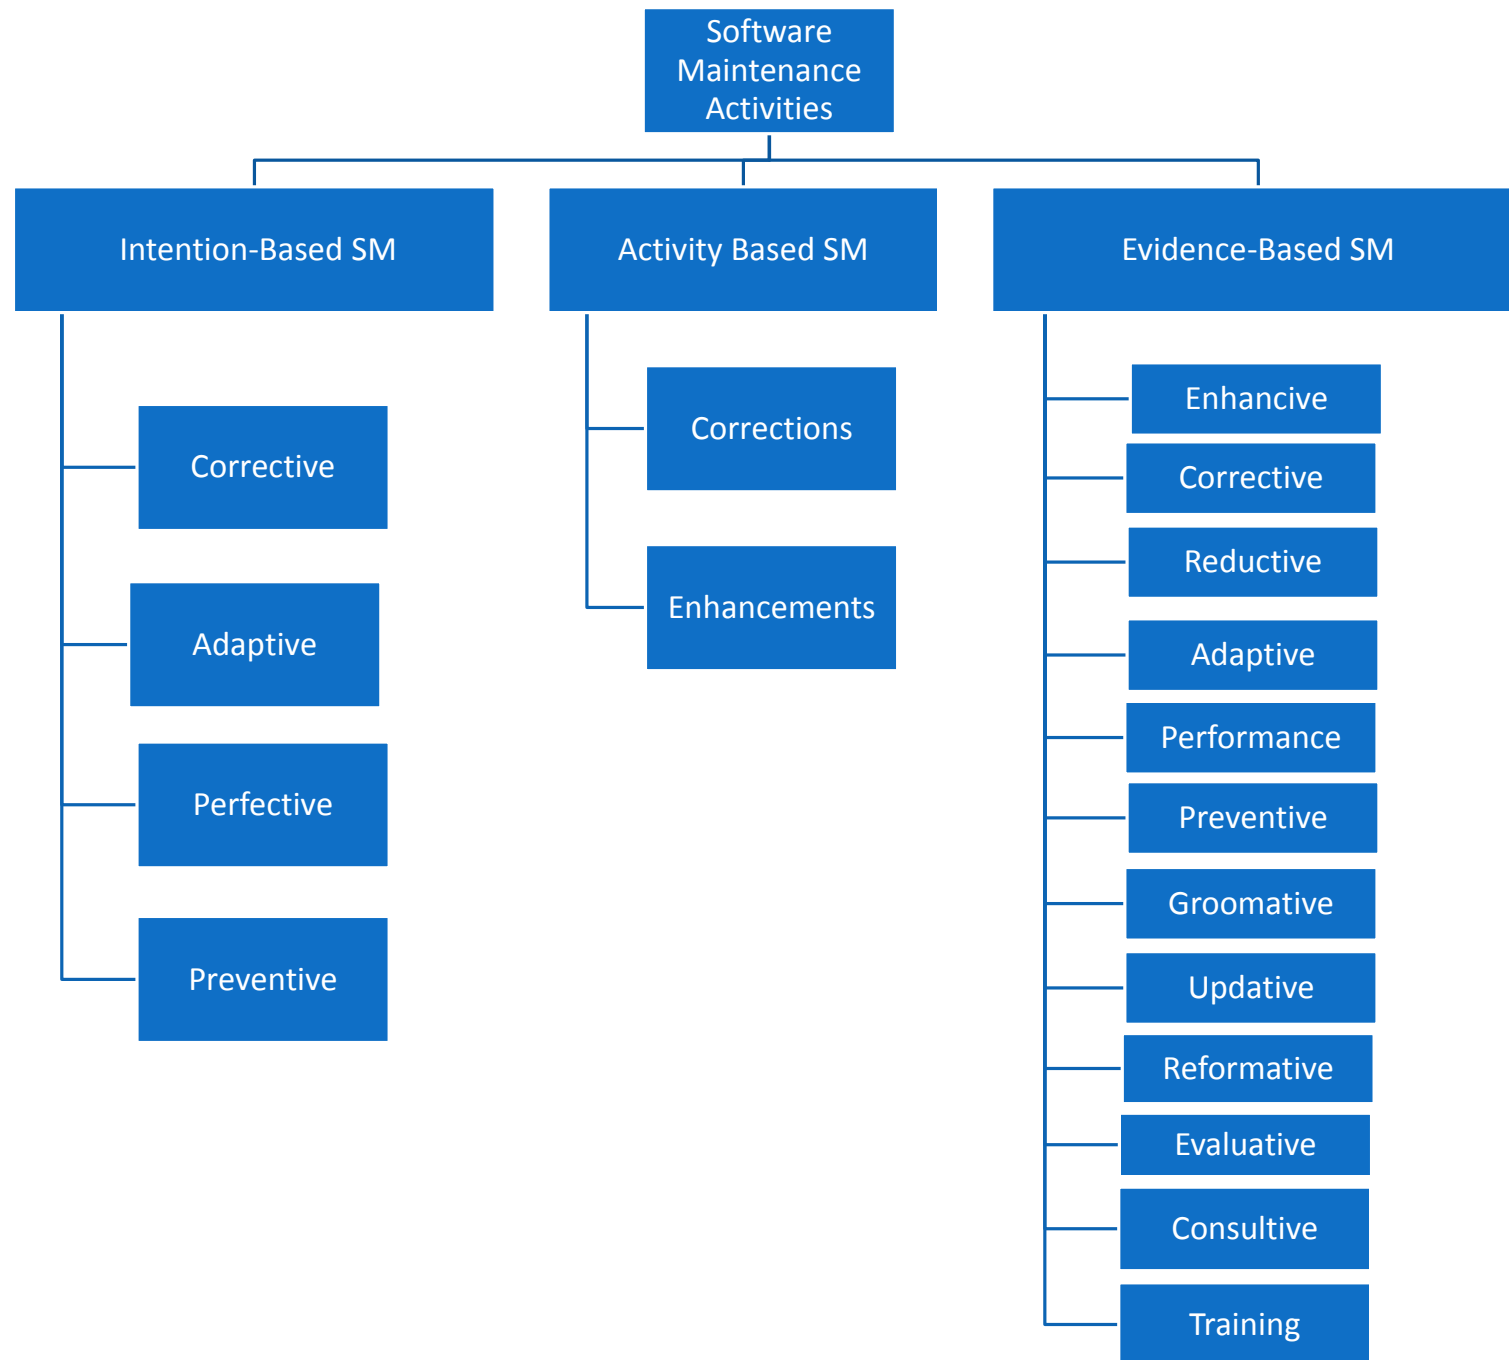 Software
Maintenance
Activities
Intention-Based SM
Activity Based SM
Evidence-Based SM
Corrective
Adaptive
Perfective
Preventive
Corrections
Enhancements
Enhancive
Corrective
Reductive
Adaptive
Performance
Preventive
Groomative
Updative
Reformative
Evaluative
Consultive
Training